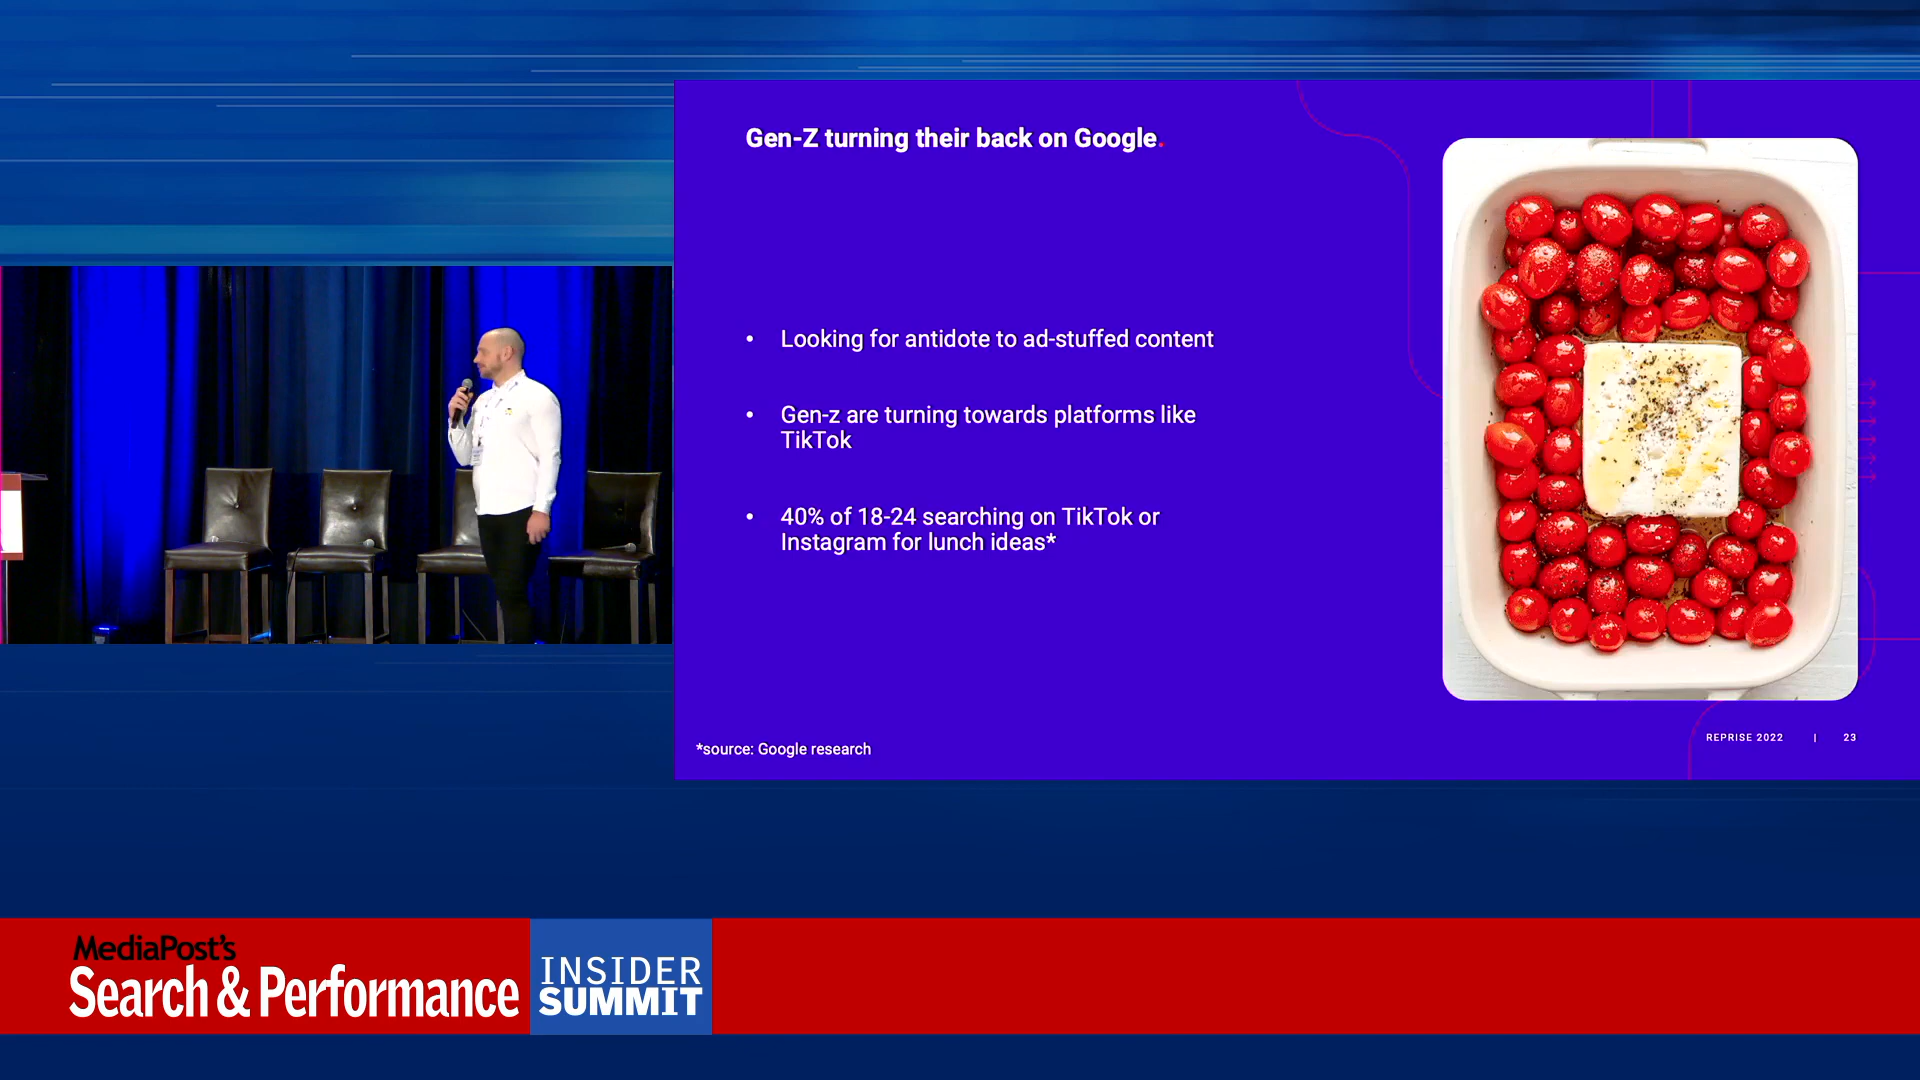 Gen-Z turning their back on Google.
• Looking for antidote to ad-stuffed content
• Gen-z are turning towards platforms like
TikTok
• 40% of 18-24 searching on TikTok or
Instagram for lunch ideas*
*source: Google research
REPRISE 2022 | 23
MediaPost's
Search & Performance
INSIDER
SUMMIT